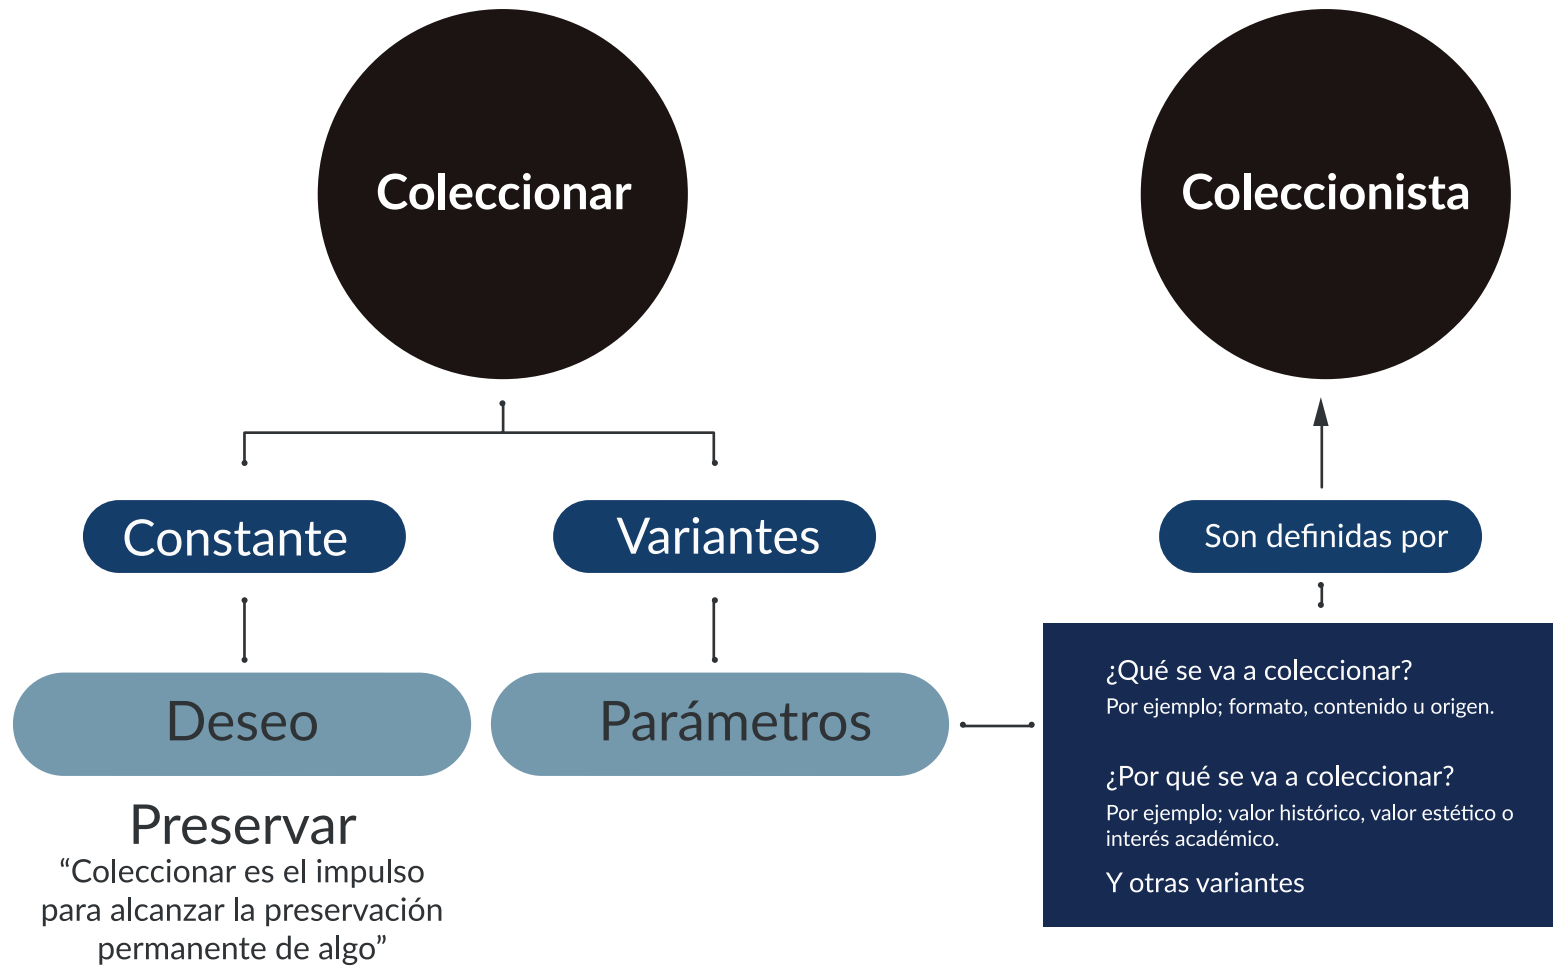 Coleccionar
Coleccionista
Constante
Variantes
Son definidas por
Deseo
Parámetros
Preservar
“Coleccionar es el impulso
para alcanzar la preservación
permanente de algo”
¿Qué se va a coleccionar?
Por ejemplo; formato, contenido u origen.
¿Por qué se va a coleccionar?
Por ejemplo; valor histórico, valor estético o
interés académico.
Y otras variantes